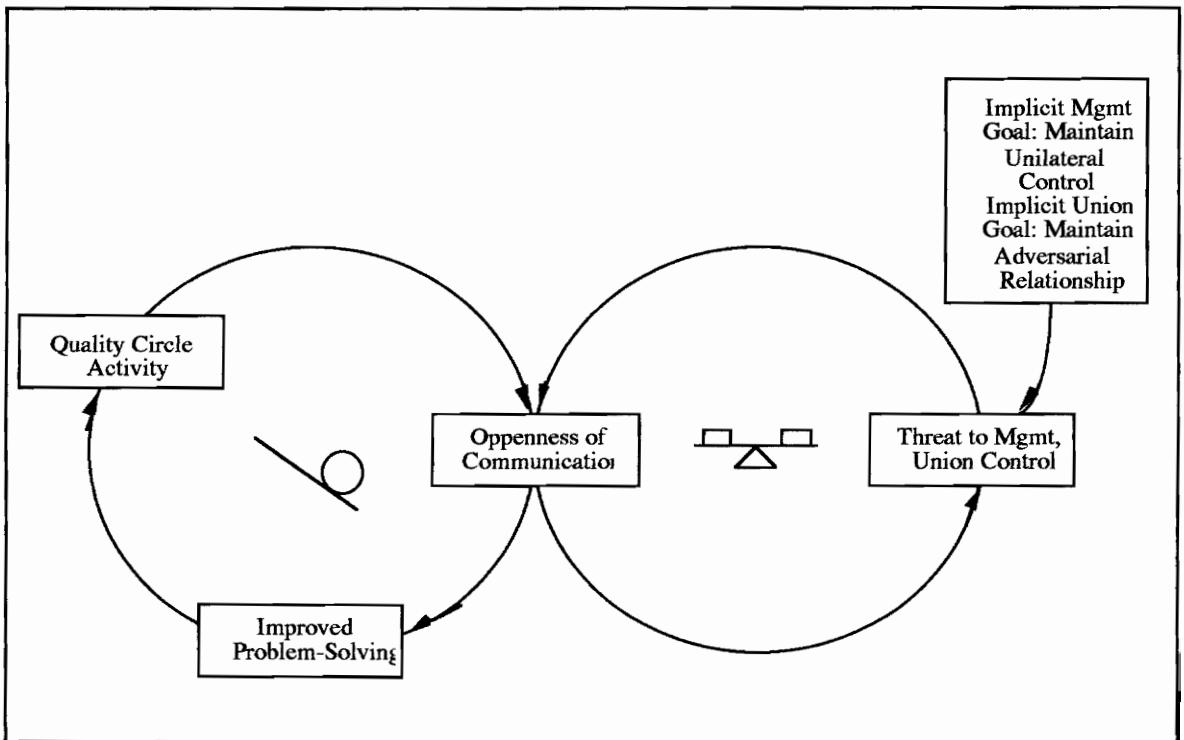 Implicit Mgmt
Goal: Maintain
Unilateral
Control
Implicit Union
Goal: Maintain
Adversarial
Relationship
Quality Circle
Activity
Oppenness of
Communication
Threat to Mgmt,
Union Control
Improved
Problem-Solving